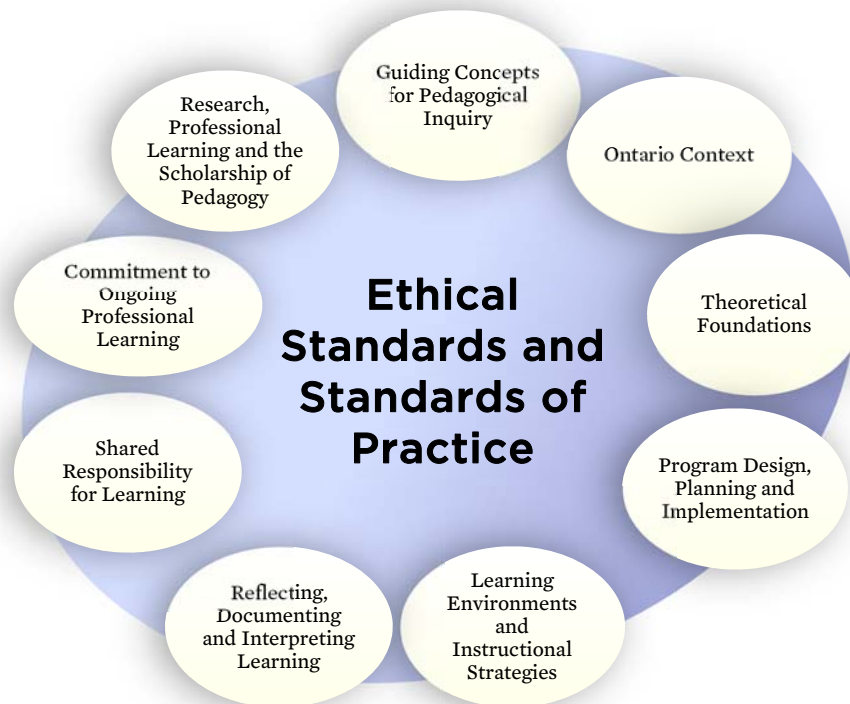 Guiding Concepts
for Pedagogical
Inquiry
Ontario Context
Theoretical
Foundations
Program Design,
Planning and
Implementation
Learning
Environments
and
Instructional
Strategies
Reflecting,
Documenting
and Interpreting
Learning
Shared
Responsibility
for Learning
Commitment to
Ongoing
Professional
Learning
Research,
Professional
Learning and the
Scholarship of
Pedagogy
Ethical
Standards and
Standards of
Practice